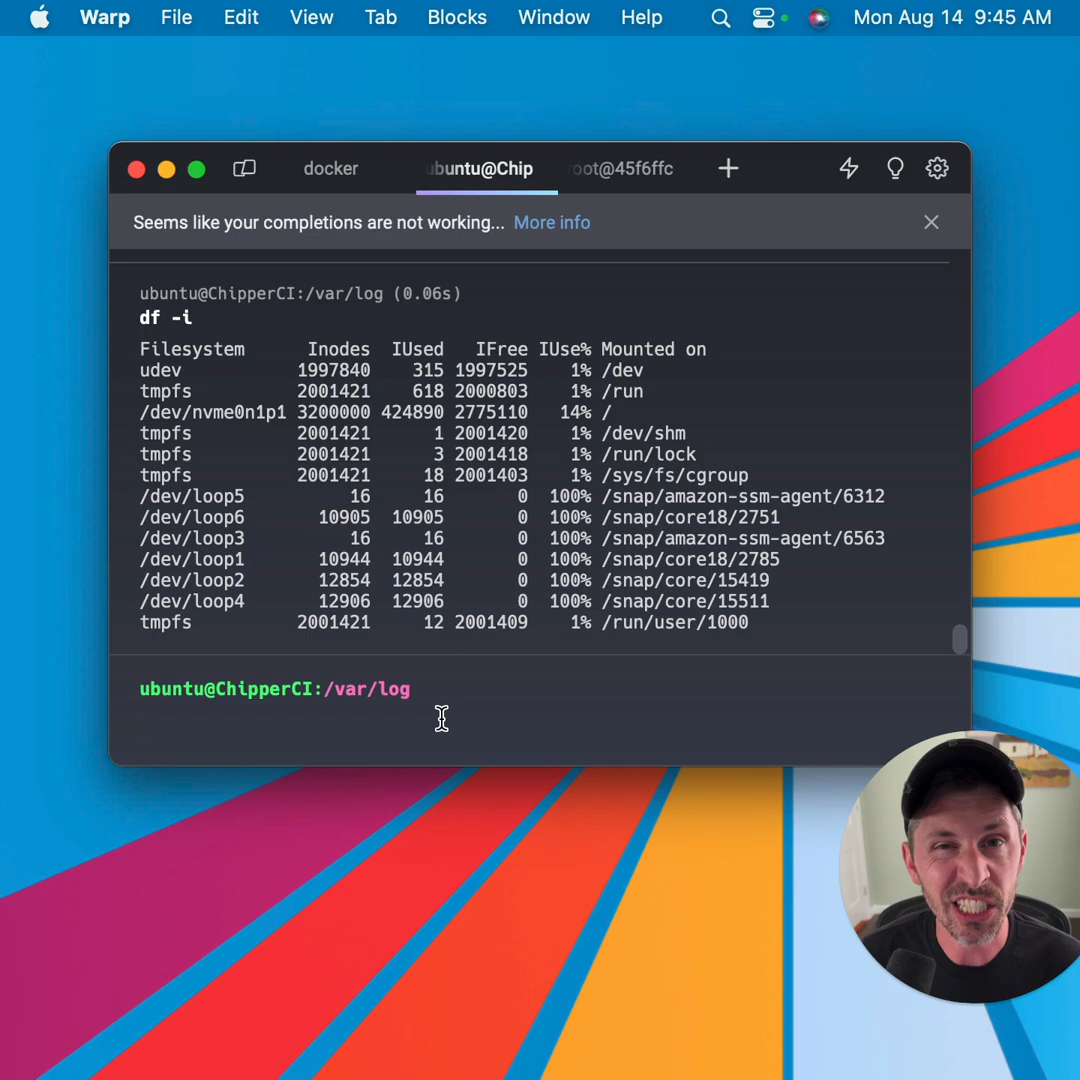 Warp File Edit View Tab Blocks Window Help Mon Aug 14 9:45 AM
docker ubuntu@Chip root@45f6ffc
Seems like your completions are not working... More info
ubuntu@ChipperCI:/var/log (0.06s)
df -i
Filesystem Inodes IUsed IFree IUse% Mounted on
udev 1997840 315 1997525 1% /dev
tmpfs 2001421 618 2000803 1% /run
/dev/nvme0n1p1 3200000 424890 2775110 14% /
tmpfs 2001421 1 2001420 1% /dev/shm
tmpfs 2001421 3 2001418 1% /run/lock
tmpfs 2001421 18 2001403 1% /sys/fs/cgroup
/dev/loop5 16 16 0 100% /snap/amazon-ssm-agent/6312
/dev/loop6 10905 10905 0 100% /snap/core18/2751
/dev/loop3 16 16 0 100% /snap/amazon-ssm-agent/6563
/dev/loop1 10944 10944 0 100% /snap/core18/2785
/dev/loop2 12854 12854 0 100% /snap/core/15419
/dev/loop4 12906 12906 0 100% /snap/core/15511
tmpfs 2001421 12 2001409 1% /run/user/1000
ubuntu@ChipperCI:/var/log